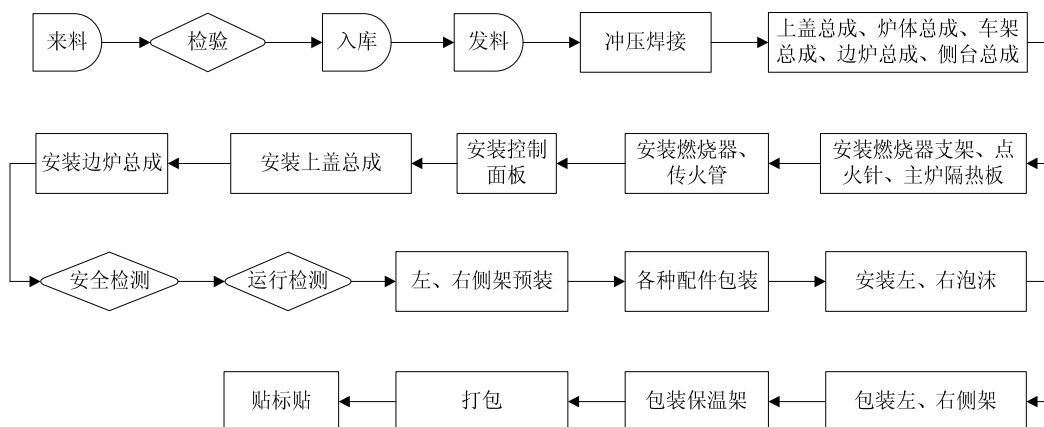 来料
检验
入库
发料
冲压焊接
上盖总成、炉体总成、车架
总成、边炉总成、侧台总成
安装边炉总成
安装上盖总成
安装控制
面板
安装燃烧器、
传火管
安装燃烧器支架、点
火针、主炉隔热板
安全检测
运行检测
左、右侧架预装
各种配件包装
安装左、右泡沫
贴标贴
打包
包装保温架
包装左、右侧架